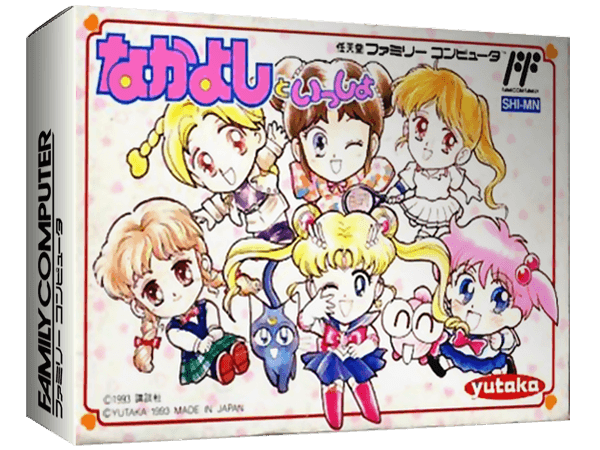 任天堂 ファミリー コンピュータ™
なかよし
といっしょ
SHI-MN
FAMILY COMPUTER
ファミリー コンピュータ
©1993 講談社
©YUTAKA 1993 MADE IN JAPAN
yutaka